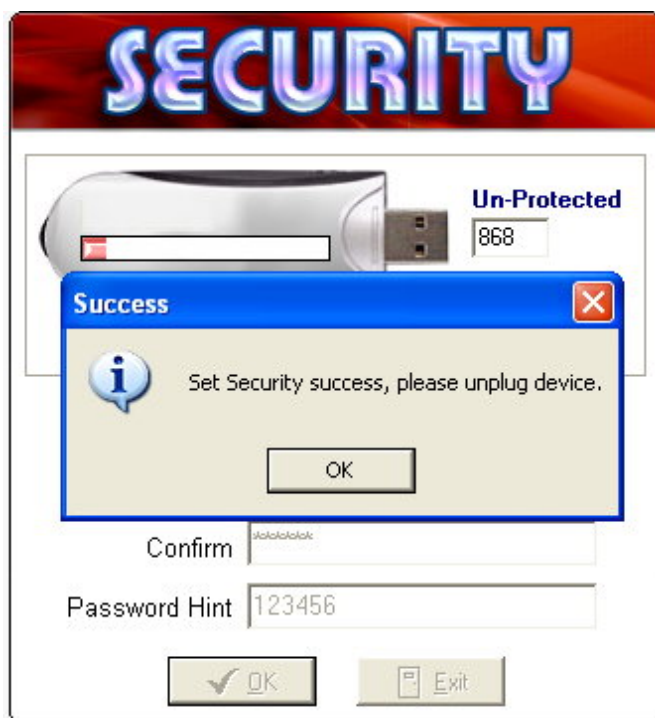 SECURITY
Un-Protected
868
Success
Set Security success, please unplug device.
OK
Confirm ******
Password Hint 123456
OK Exit